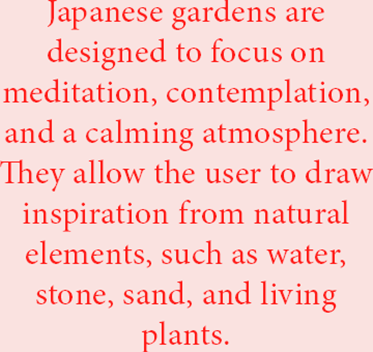 Japanese gardens are
designed to focus on
meditation, contemplation,
and a calming atmosphere.
They allow the user to draw
inspiration from natural
elements, such as water,
stone, sand, and living
plants.